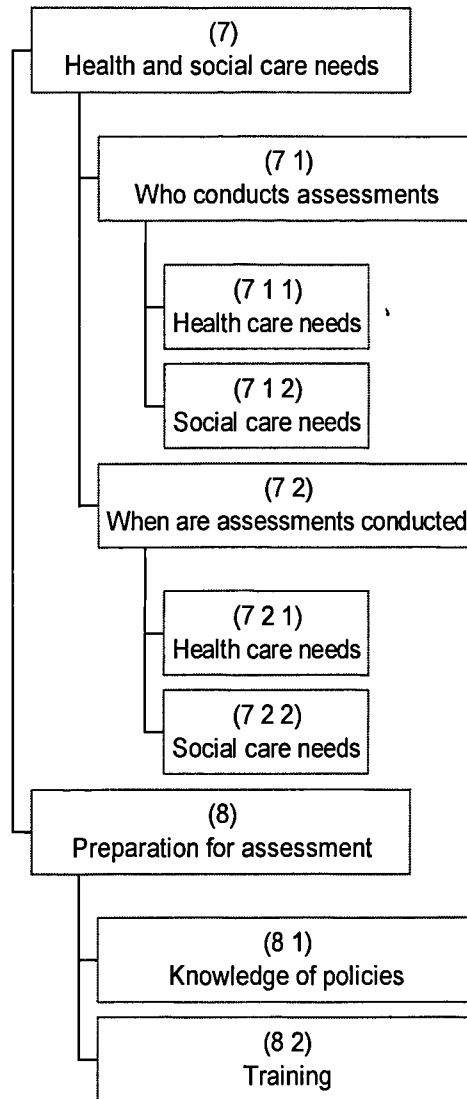 (7)
Health and social care needs
(7 1)
Who conducts assessments
(7 1 1)
Health care needs
(7 1 2)
Social care needs
(7 2)
When are assessments conducted
(7 2 1)
Health care needs
(7 2 2)
Social care needs
(8)
Preparation for assessment
(8 1)
Knowledge of policies
(8 2)
Training